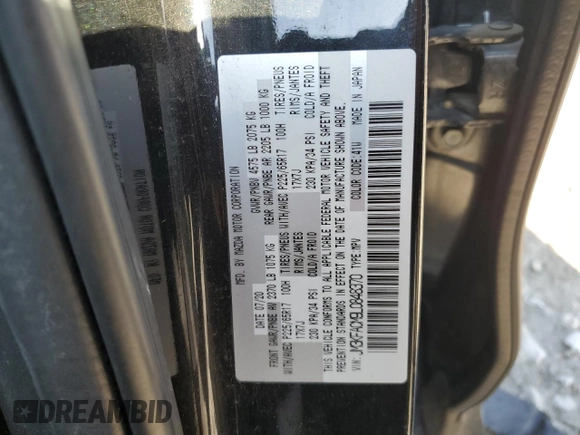 MFD. BY MAZDA MOTOR CORPORATION
DATE 07/20 GVWR/PNBV 4575 LB 2075 KG
FRONT GAWR/PNBE AV 2370 LB 1075 KG REAR GAWR/PNBE AR 2205 LB 1000 KG
WITH/AVEC P225/65R17 100H TIRES/PNEUS WITH/AVEC P225/65R17 100H TIRES/PNEUS
17X7J RIMS/JANTES 17X7J RIMS/JANTES
230 KPA/34 PSI COLD/A FROID 230 KPA/34 PSI COLD/A FROID
THIS VEHICLE CONFORMS TO ALL APPLICABLE FEDERAL MOTOR VEHICLE SAFETY AND THEFT
PREVENTION STANDARDS IN EFFECT ON THE DATE OF MANUFACTURE SHOWN ABOVE.
VIN: JM3KFACM9L0848370 TYPE:MPV COLOR CODE:41W MADE IN JAPAN
DREAMBID